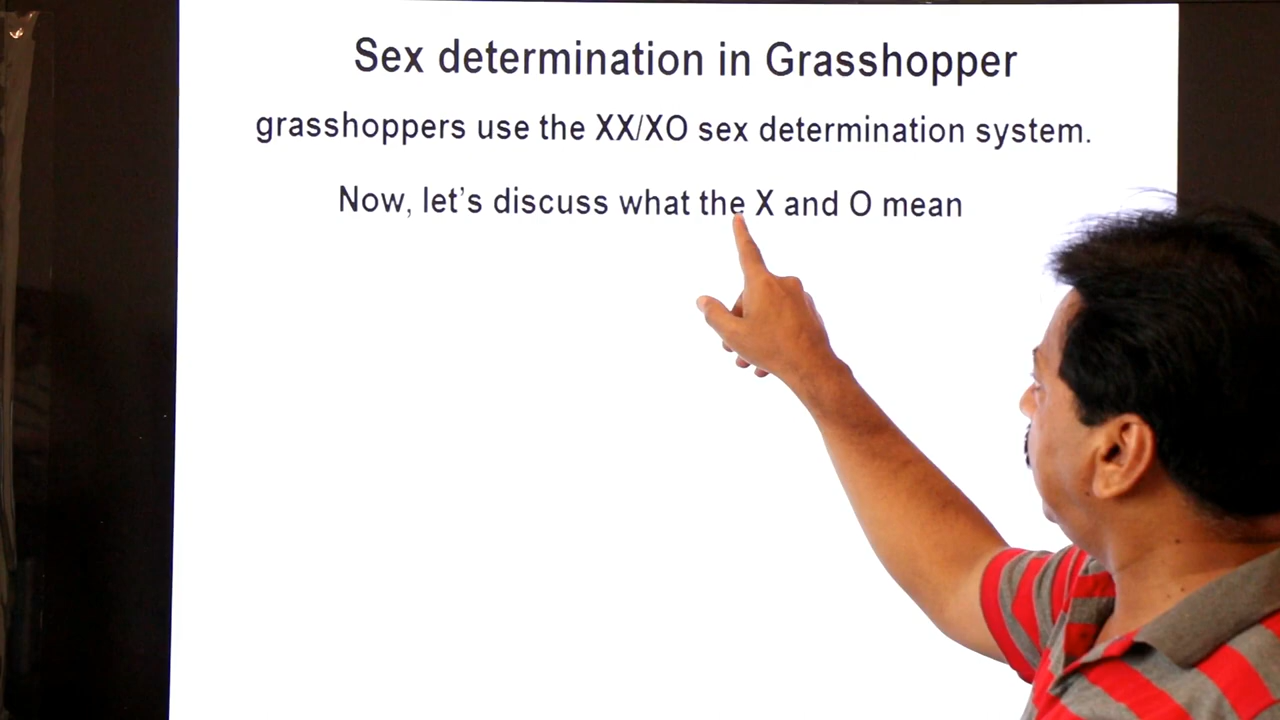 Sex determination in Grasshopper
grasshoppers use the XX/XO sex determination system.
Now, let's discuss what the X and O mean